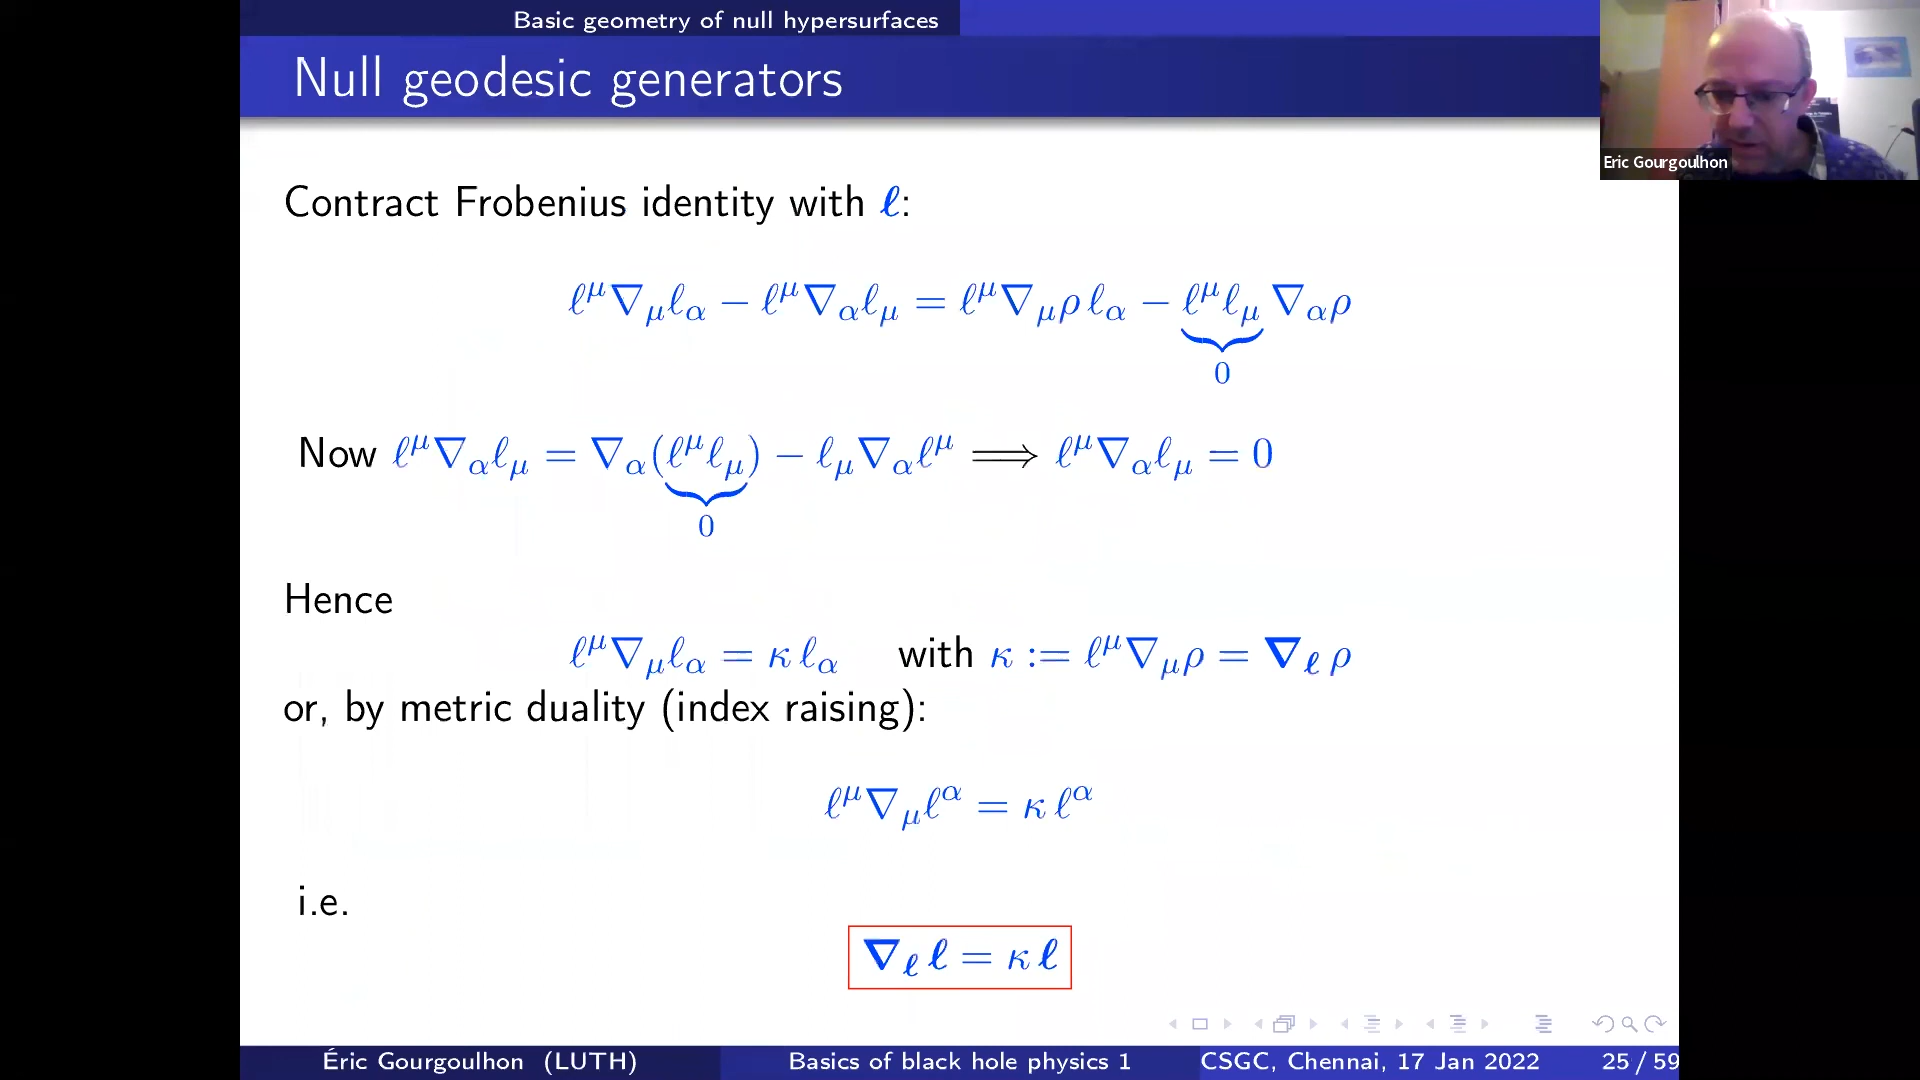 Basic geometry of null hypersurfaces
Null geodesic generators
Eric Gourgoulhon
Contract Frobenius identity with ℓ:
ℓ^μ∇_μℓ_α − ℓ^μ∇_αℓ_μ = ℓ^μ∇_μρ ℓ_α − ℓ^μℓ_μ ∇_αρ
0
Now ℓ^μ∇_αℓ_μ = ∇_α(ℓ^μℓ_μ) − ℓ_μ∇_αℓ^μ ⟹ ℓ^μ∇_αℓ_μ = 0
0
Hence
ℓ^μ∇_μℓ_α = κ ℓ_α with κ := ℓ^μ∇_μρ = ∇_ℓ ρ
or, by metric duality (index raising):
ℓ^μ∇_μℓ^α = κ ℓ^α
i.e.
∇_ℓ ℓ = κ ℓ
Éric Gourgoulhon (LUTH) Basics of black hole physics 1 CSGC, Chennai, 17 Jan 2022 25 / 59